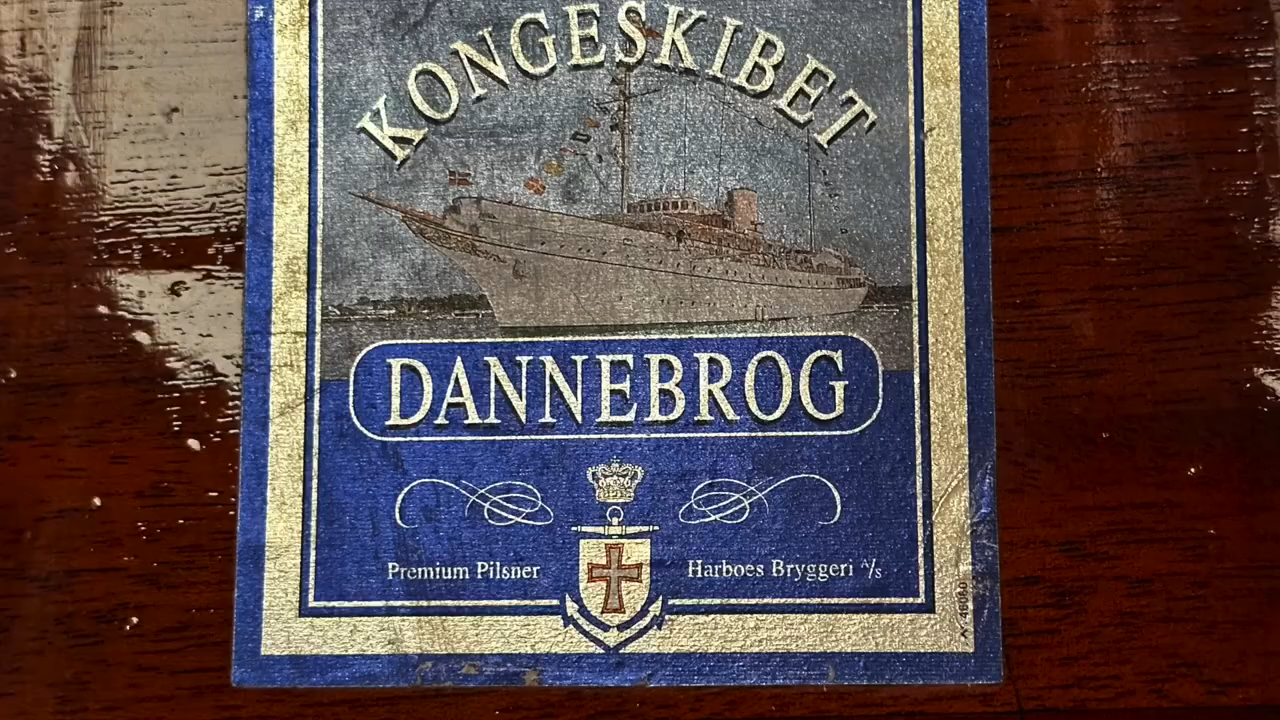 KONGESKIBET
DANNEBROG
Premium Pilsner
Harboes Bryggeri A/S